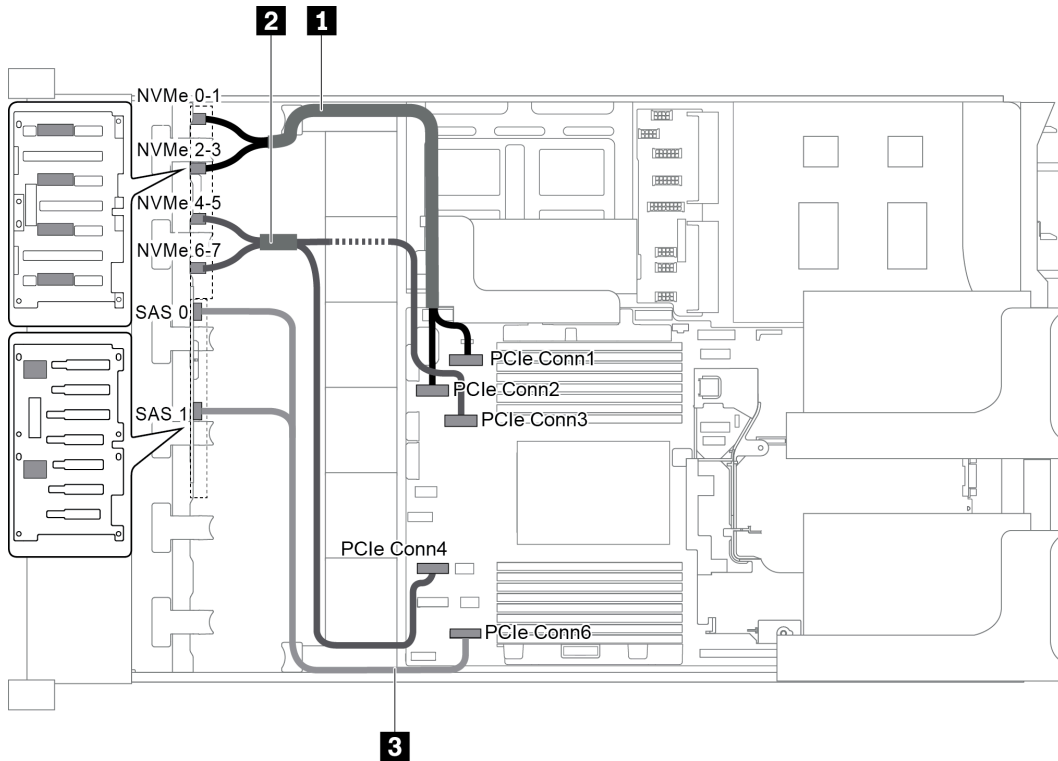 2 1
NVMe 0-1
NVMe 2-3
NVMe 4-5
NVMe 6-7
SAS 0
PCIe Conn1
PCIe Conn2
SAS 1
PCIe Conn3
PCIe Conn4
PCIe Conn6
3